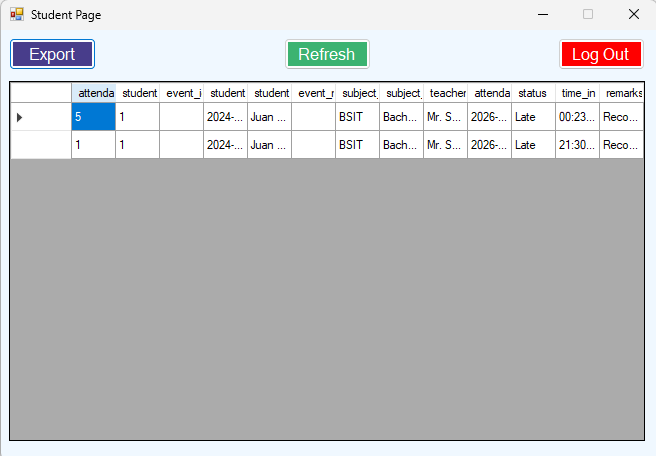 Student Page
Export Refresh Log Out
attenda student event_i student student event_r subject_ subject_ teacher attenda status time_in remarks
5 1 2024-... Juan ... BSIT Bach... Mr. S... 2026-... Late 00:23... Reco...
1 1 2024-... Juan ... BSIT Bach... Mr. S... 2026-... Late 21:30... Reco...